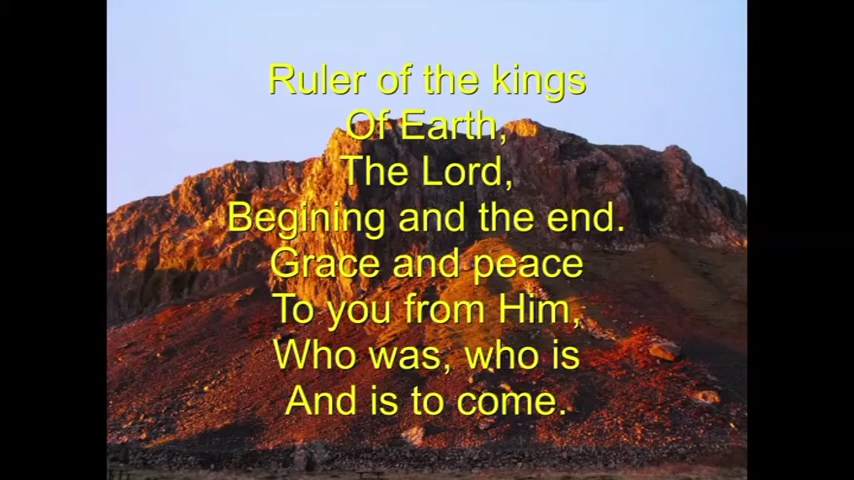 Ruler of the kings
Of Earth,
The Lord,
Begining and the end.
Grace and peace
To you from Him,
Who was, who is
And is to come.